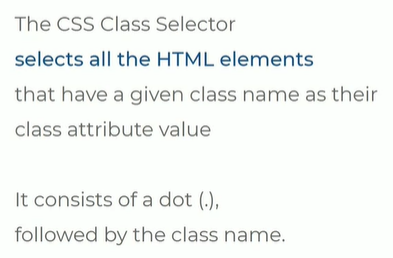 The CSS Class Selector
selects all the HTML elements
that have a given class name as their
class attribute value
It consists of a dot (.),
followed by the class name.